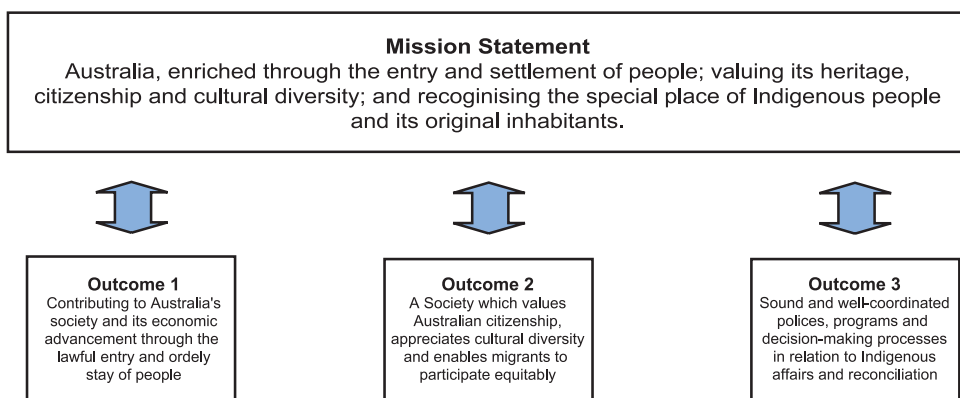 Mission Statement
Australia, enriched through the entry and settlement of people; valuing its heritage,
citizenship and cultural diversity; and recoginising the special place of Indigenous people
and its original inhabitants.
Outcome 1
Contributing to Australia's
society and its economic
advancement through the
lawful entry and ordely
stay of people
Outcome 2
A Society which values
Australian citizenship,
appreciates cultural diversity
and enables migrants to
participate equitably
Outcome 3
Sound and well-coordinated
polices, programs and
decision-making processes
in relation to Indigenous
affairs and reconciliation